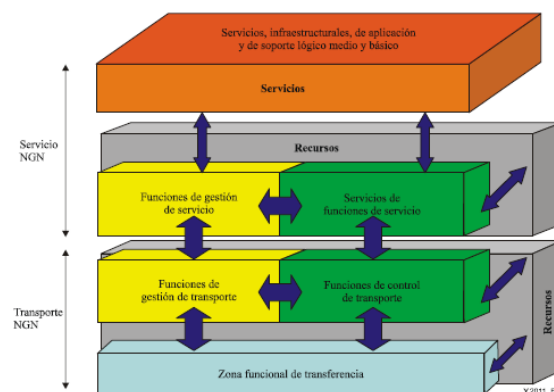 Servicios, infraestructurales, de aplicación
y de soporte lógico medio y básico
Servicios
Servicio
NGN
Recursos
Funciones de gestión
de servicio
Servicios de
funciones de servicio
Transporte
NGN
Funciones de
gestión de transporte
Funciones de control
de transporte
Recursos
Zona funcional de transferencia